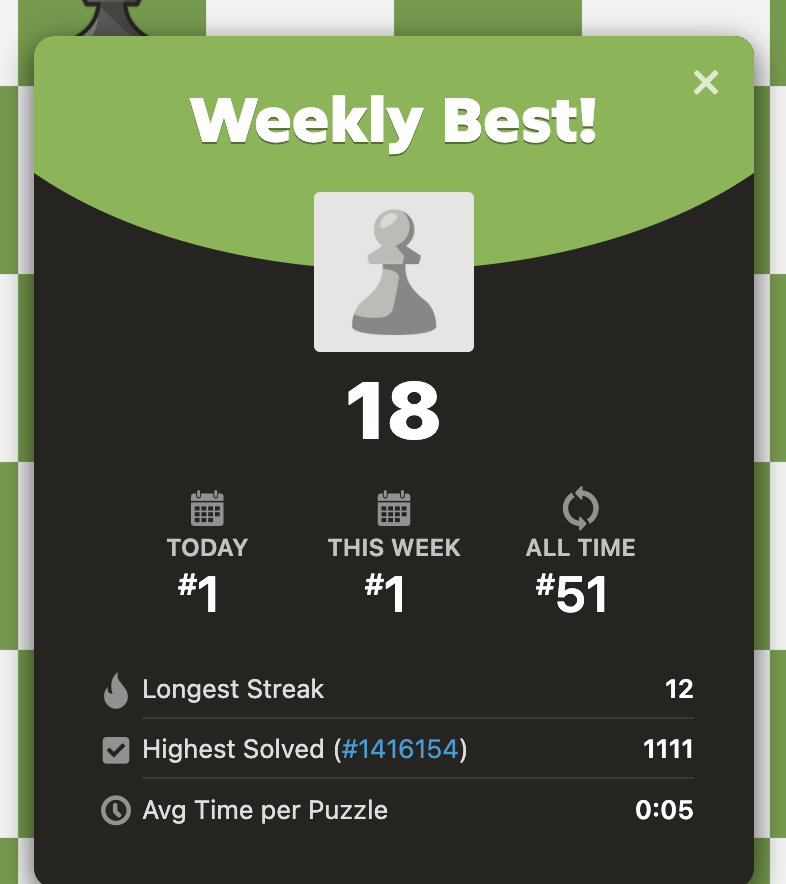 Weekly Best!
18
TODAY THIS WEEK ALL TIME
#1 #1 #51
Longest Streak 12
Highest Solved (#1416154) 1111
Avg Time per Puzzle 0:05